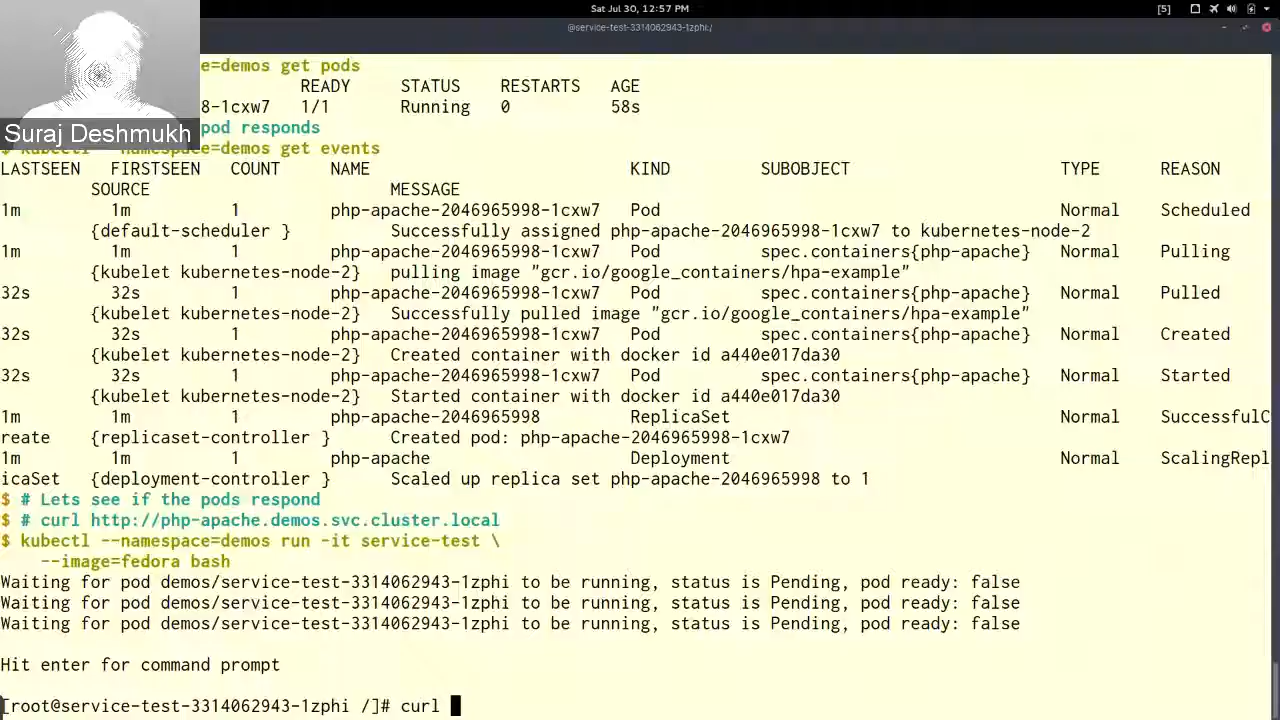 Sat Jul 30, 12:57 PM
[5]
@service-test-3314062943-1zphi:/
=demos get pods
READY STATUS RESTARTS AGE
8-1cxw7 1/1 Running 0 58s
Suraj Deshmukh
pod responds
=demos get events
LASTSEEN FIRSTSEEN COUNT NAME KIND SUBOBJECT TYPE REASON
SOURCE MESSAGE
1m 1m 1 php-apache-2046965998-1cxw7 Pod Normal Scheduled
{default-scheduler } Successfully assigned php-apache-2046965998-1cxw7 to kubernetes-node-2
1m 1m 1 php-apache-2046965998-1cxw7 Pod spec.containers{php-apache} Normal Pulling
{kubelet kubernetes-node-2} pulling image "gcr.io/google_containers/hpa-example"
32s 32s 1 php-apache-2046965998-1cxw7 Pod spec.containers{php-apache} Normal Pulled
{kubelet kubernetes-node-2} Successfully pulled image "gcr.io/google_containers/hpa-example"
32s 32s 1 php-apache-2046965998-1cxw7 Pod spec.containers{php-apache} Normal Created
{kubelet kubernetes-node-2} Created container with docker id a440e017da30
32s 32s 1 php-apache-2046965998-1cxw7 Pod spec.containers{php-apache} Normal Started
{kubelet kubernetes-node-2} Started container with docker id a440e017da30
1m 1m 1 php-apache-2046965998 ReplicaSet Normal SuccessfulC
reate {replicaset-controller } Created pod: php-apache-2046965998-1cxw7
1m 1m 1 php-apache Deployment Normal ScalingRepl
icaSet {deployment-controller } Scaled up replica set php-apache-2046965998 to 1
$ # Lets see if the pods respond
$ # curl http://php-apache.demos.svc.cluster.local
$ kubectl --namespace=demos run -it service-test \
--image=fedora bash
Waiting for pod demos/service-test-3314062943-1zphi to be running, status is Pending, pod ready: false
Waiting for pod demos/service-test-3314062943-1zphi to be running, status is Pending, pod ready: false
Waiting for pod demos/service-test-3314062943-1zphi to be running, status is Pending, pod ready: false
Hit enter for command prompt
[root@service-test-3314062943-1zphi /]# curl